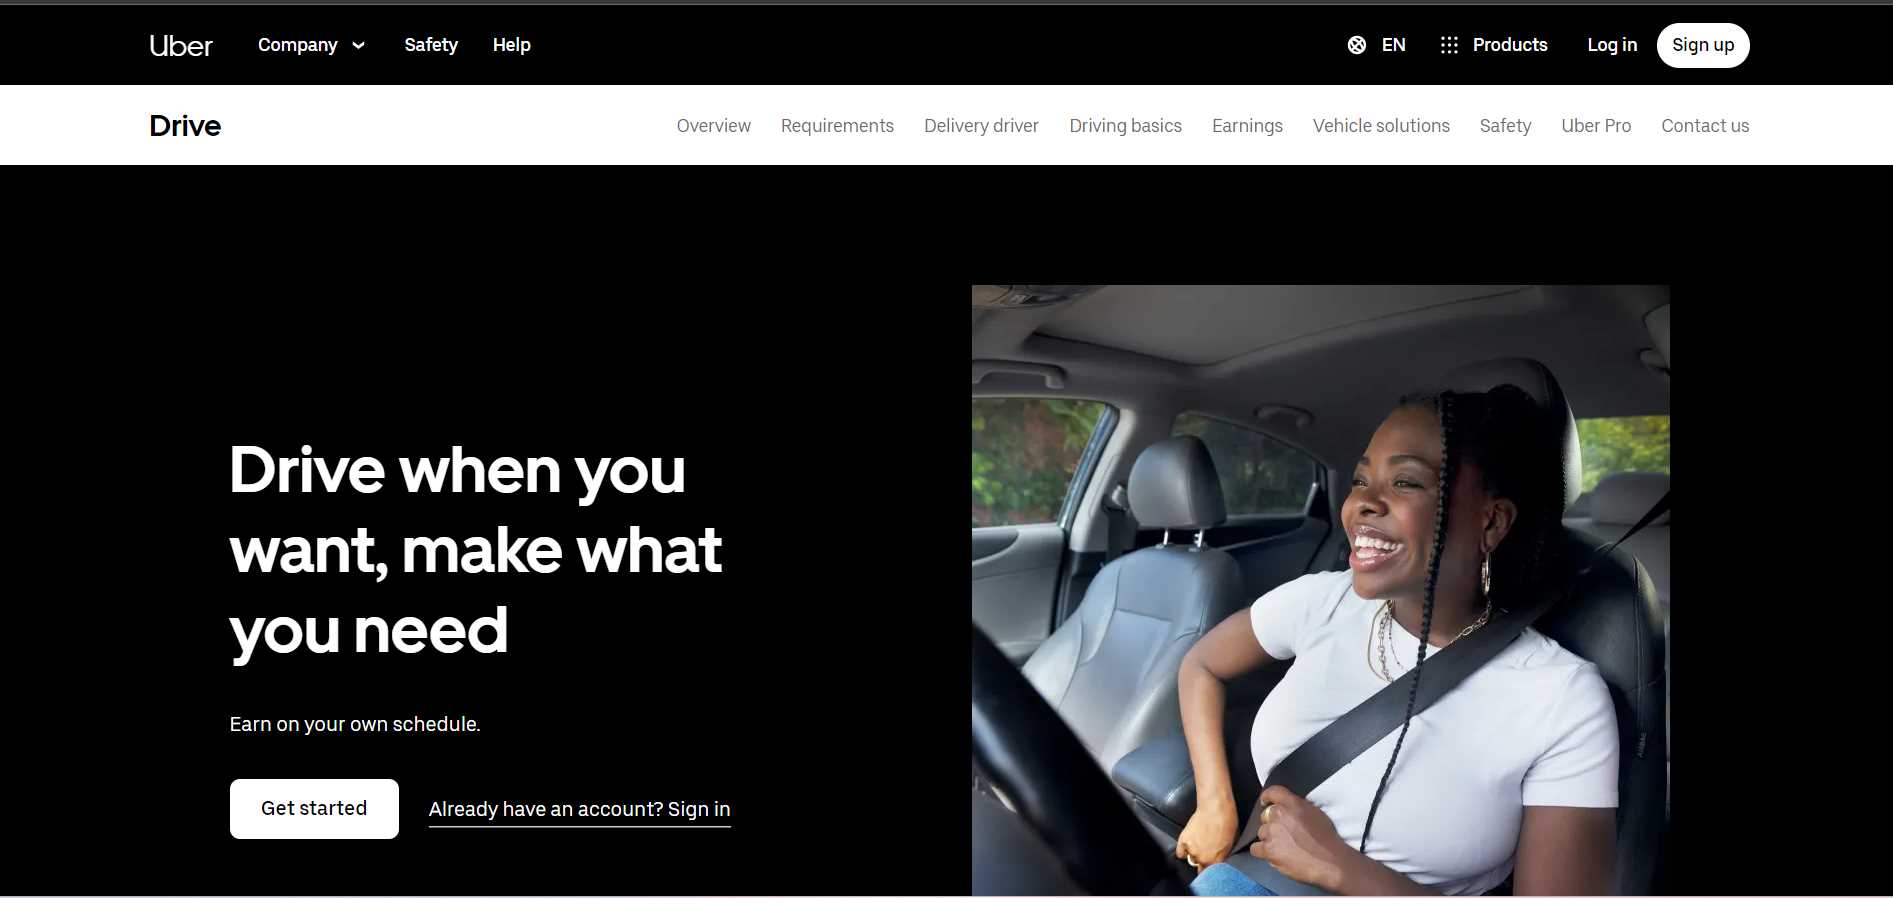 Uber Company Safety Help EN Products Log in Sign up
Drive Overview Requirements Delivery driver Driving basics Earnings Vehicle solutions Safety Uber Pro Contact us
Drive when you
want, make what
you need
Earn on your own schedule.
Get started Already have an account? Sign in
AIRBAG